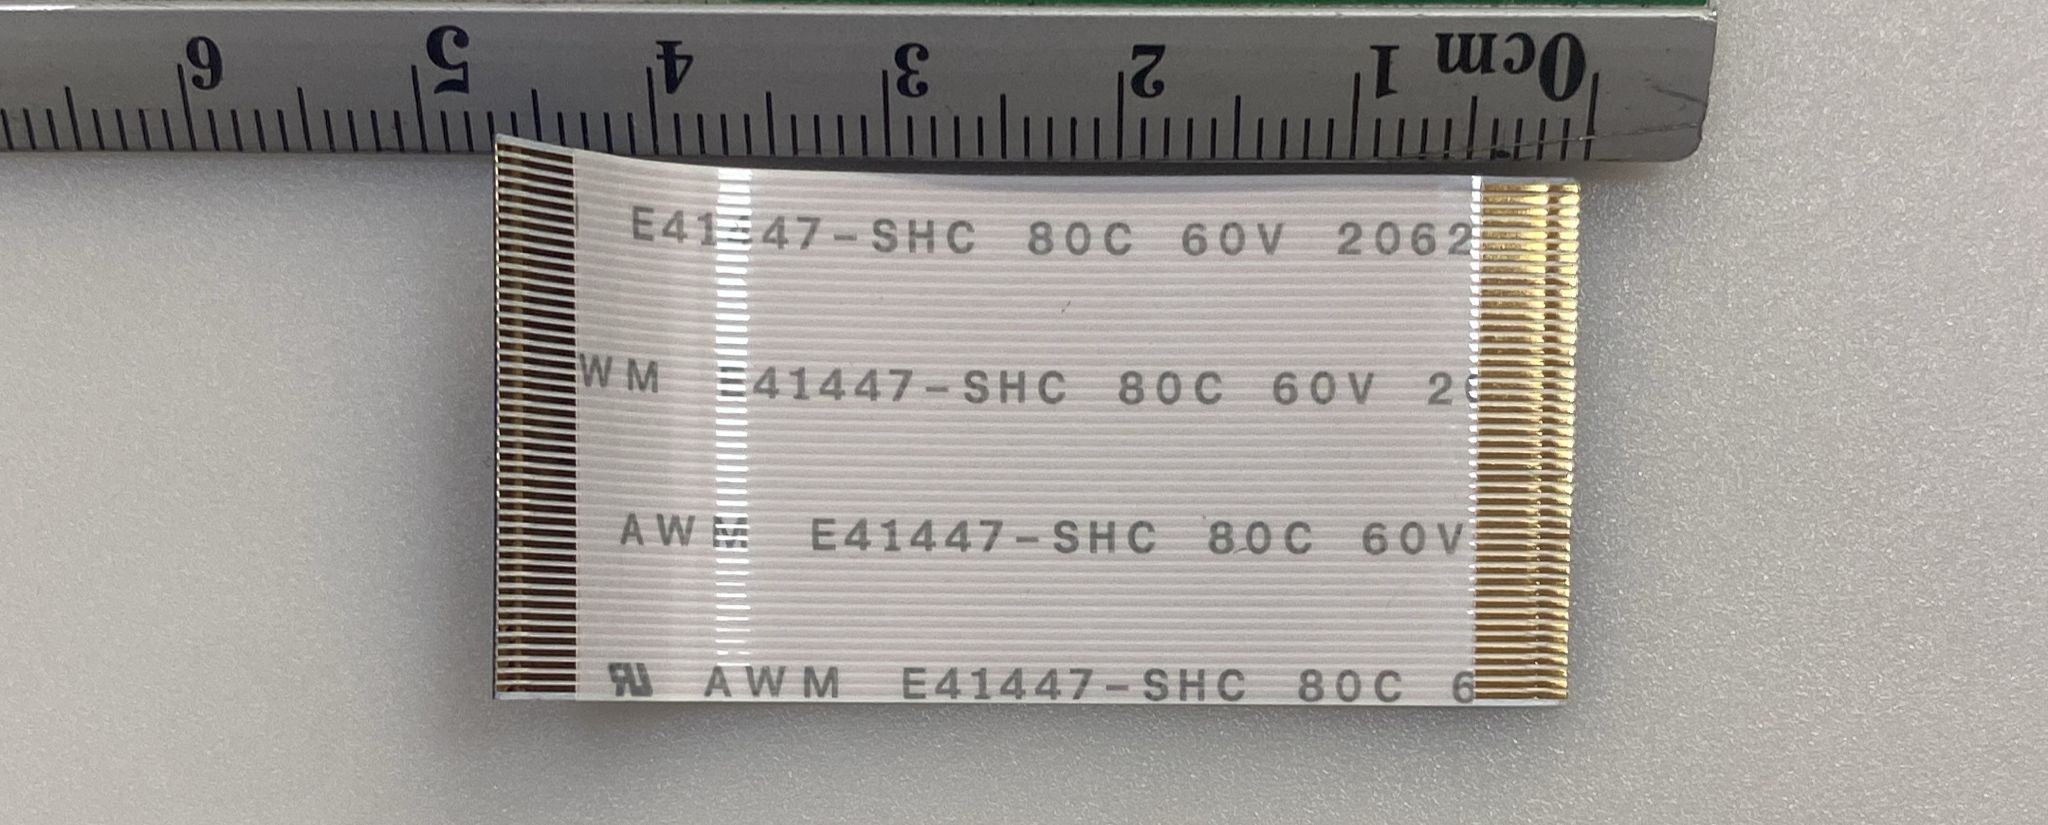 6 5 4 3 2 1 0cm
E41447-SHC 80C 60V 2062
WM E41447-SHC 80C 60V
AWM E41447-SHC 80C 60V
AWM E41447-SHC 80C 6